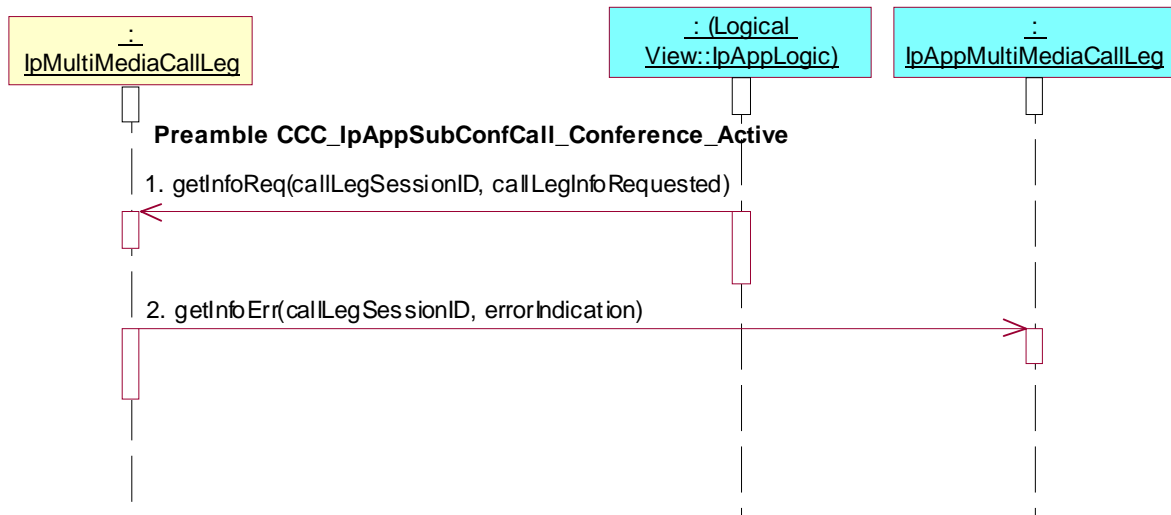 :
IpMultiMediaCallLeg
: (Logical
View::IpAppLogic)
:
IpAppMultiMediaCallLeg
Preamble CCC_IpAppSubConfCall_Conference_Active
1. getInfoReq(callLegSessionID, callLegInfoRequested)
2. getInfoErr(callLegSessionID, errorIndication)